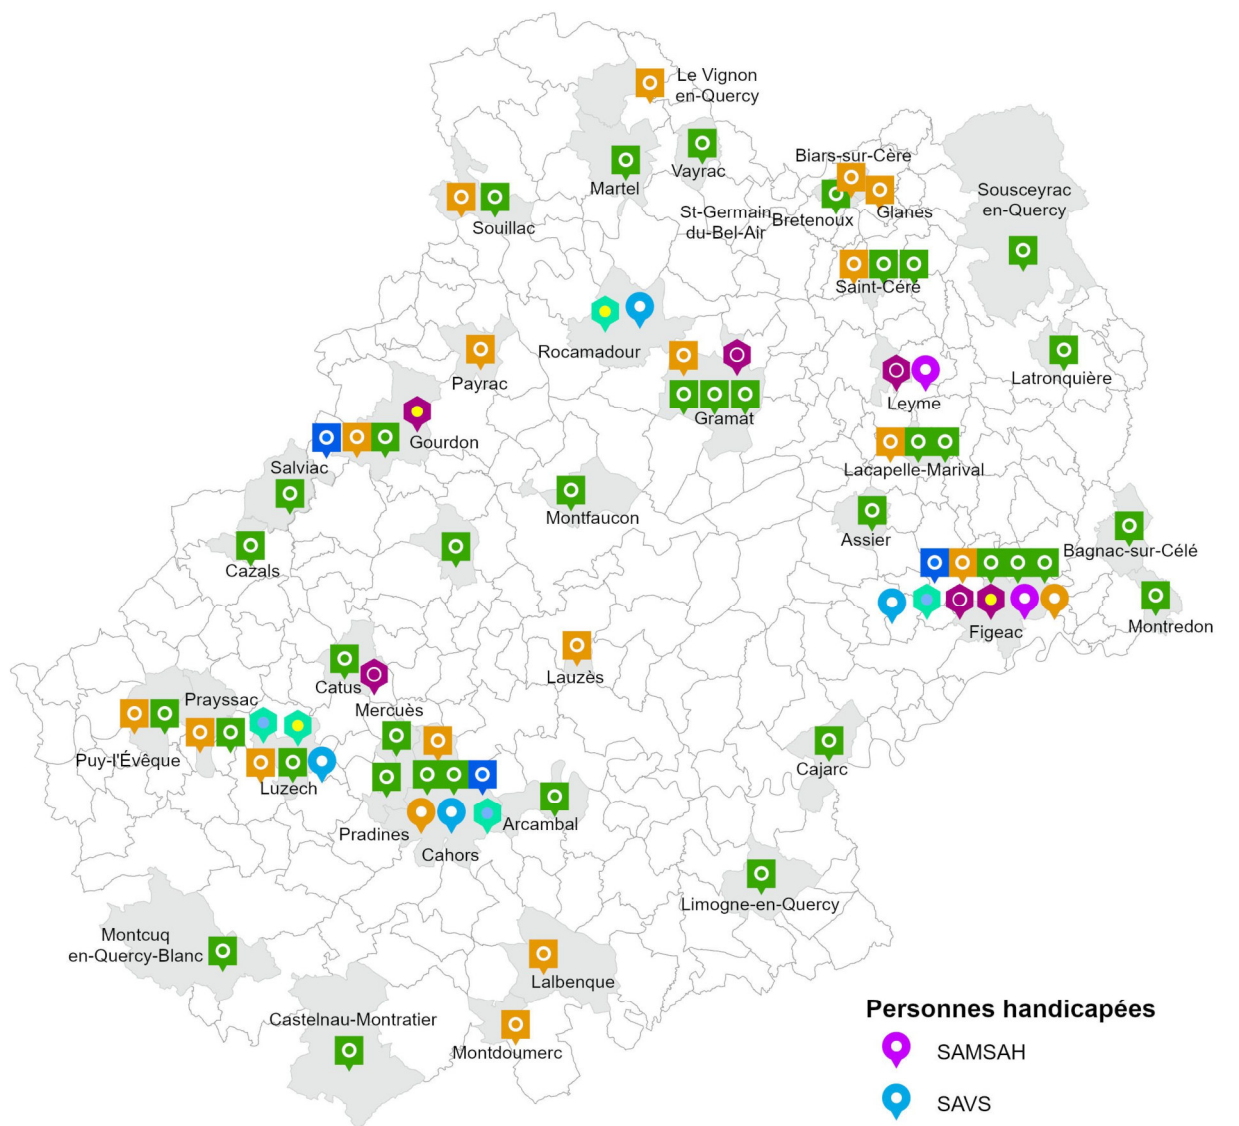 Le Vignon
en-Quercy
Martel
Vayrac
Biars-sur-Cère
Bretenoux
Glanes
Sousceyrac
en-Quercy
Souillac
St-Germain
du-Bel-Air
Saint-Céré
Rocamadour
Payrac
Gramat
Leyme
Latronquière
Gourdon
Salviac
Lacapelle-Marival
Montfaucon
Assier
Bagnac-sur-Célé
Cazals
Figeac
Montredon
Lauzès
Catus
Prayssac
Mercuès
Puy-l'Évêque
Luzech
Cajarc
Pradines
Arcambal
Cahors
Limogne-en-Quercy
Montcuq
en-Quercy-Blanc
Lalbenque
Castelnau-Montratier
Montdoumerc
Personnes handicapées
SAMSAH
SAVS